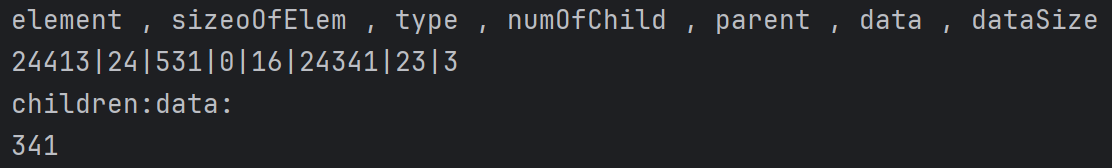 element , sizeoOfElem , type , numOfChild , parent , data , dataSize
24413|24|531|0|16|24341|23|3
children:data:
341